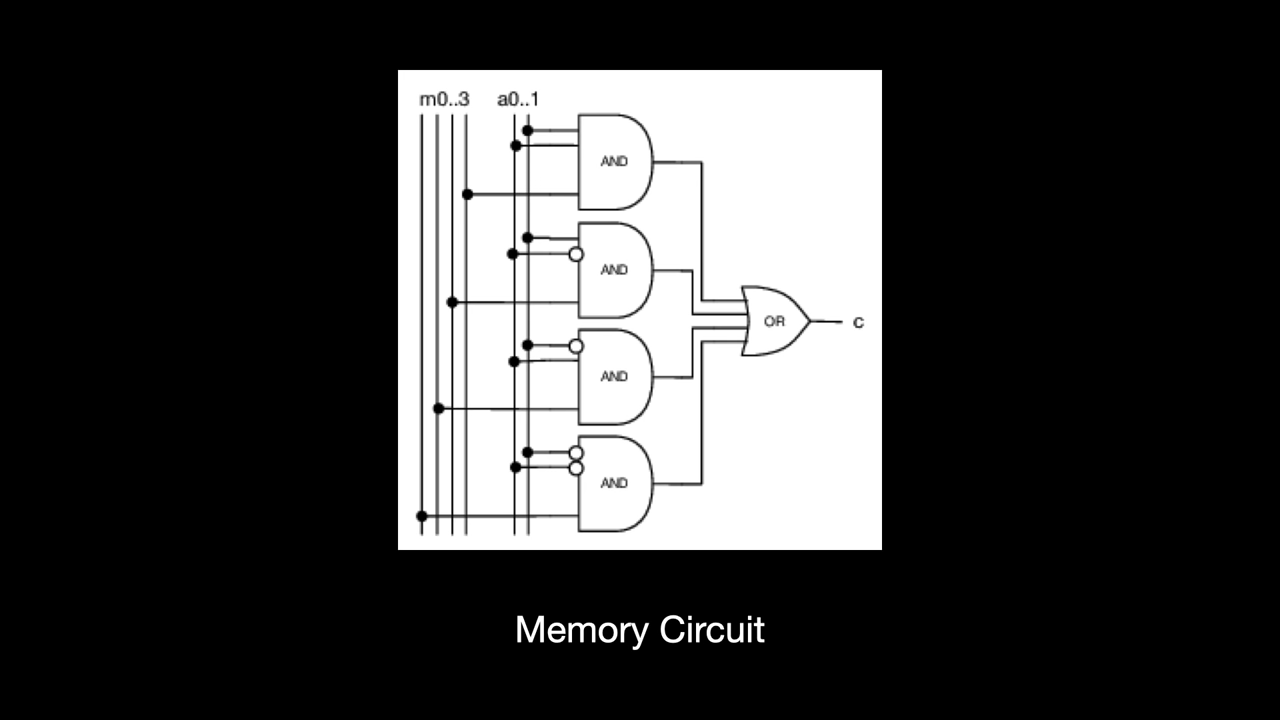 m0..3 a0..1
AND
AND
OR
c
AND
AND
Memory Circuit